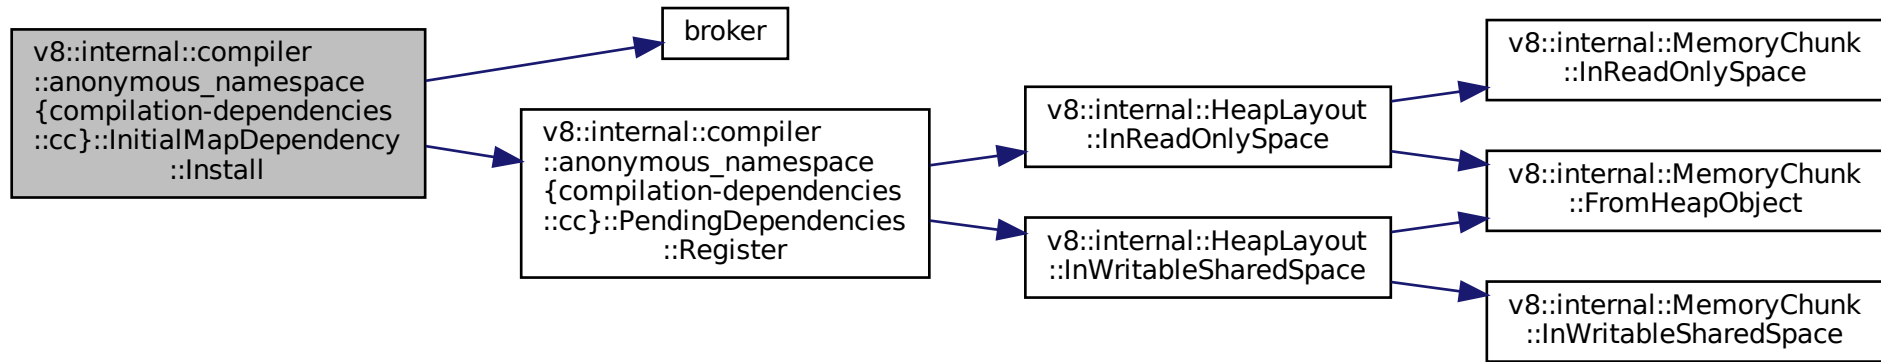 v8::internal::compiler
::anonymous_namespace
{compilation-dependencies
::cc}::InitialMapDependency
::Install
broker
v8::internal::compiler
::anonymous_namespace
{compilation-dependencies
::cc}::PendingDependencies
::Register
v8::internal::HeapLayout
::InReadOnlySpace
v8::internal::HeapLayout
::InWritableSharedSpace
v8::internal::MemoryChunk
::InReadOnlySpace
v8::internal::MemoryChunk
::FromHeapObject
v8::internal::MemoryChunk
::InWritableSharedSpace